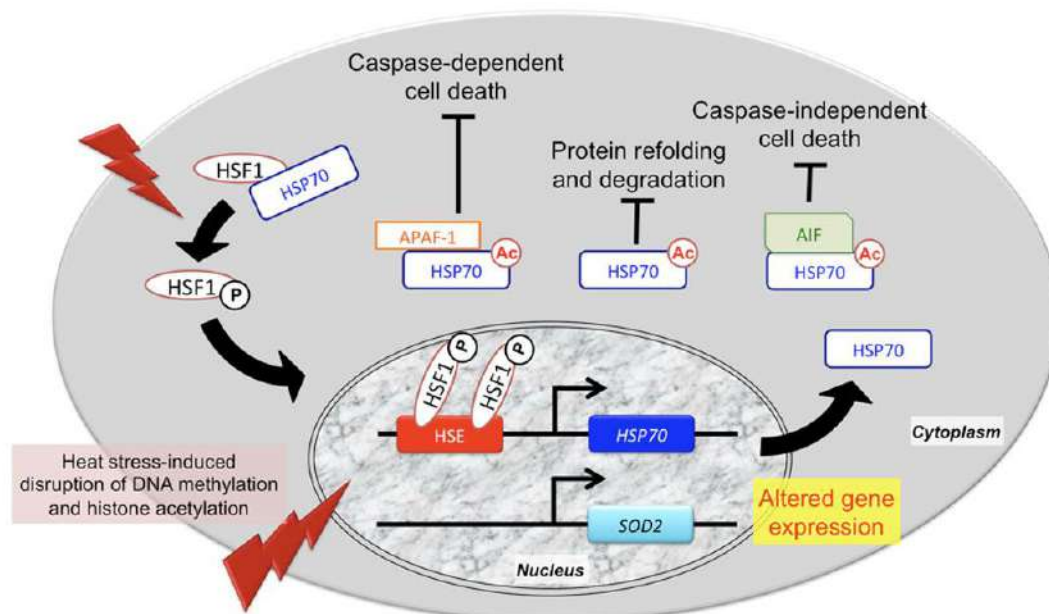 Caspase-dependent
cell death
Caspase-independent
cell death
Protein refolding
and degradation
HSF1
HSP70
APAF-1
Ac
HSP70
Ac
HSP70
AIF
Ac
HSP70
HSF1
P
HSF1
P
HSF1
P
HSP70
HSE
HSP70
Cytoplasm
Heat stress-induced
disruption of DNA methylation
and histone acetylation
Altered gene
expression
SOD2
Nucleus